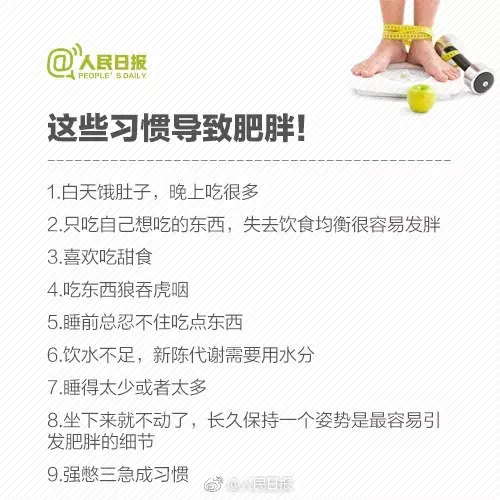 @人民日报
PEOPLE'S DAILY
这些习惯导致肥胖!
1.白天饿肚子，晚上吃很多
2.只吃自己想吃的东西，失去饮食均衡很容易发胖
3.喜欢吃甜食
4.吃东西狼吞虎咽
5.睡前总忍不住吃点东西
6.饮水不足，新陈代谢需要用水分
7.睡得太少或者太多
8.坐下来就不动了，长久保持一个姿势是最容易引
发肥胖的细节
9.强憋三急成习惯
@人民日报